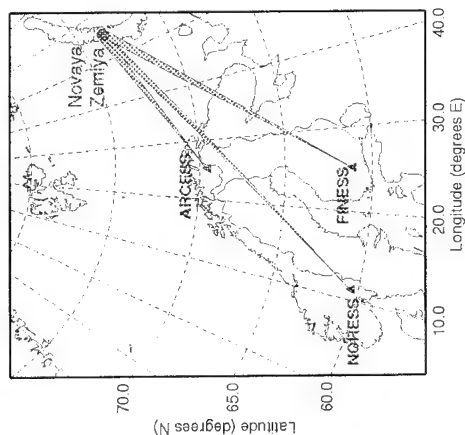 Novaya
Zemlya
ARCESS
FINESS
NORESS
70.0
65.0
60.0
Latitude (degrees N)
10.0
20.0
30.0
40.0
Longitude (degrees E)